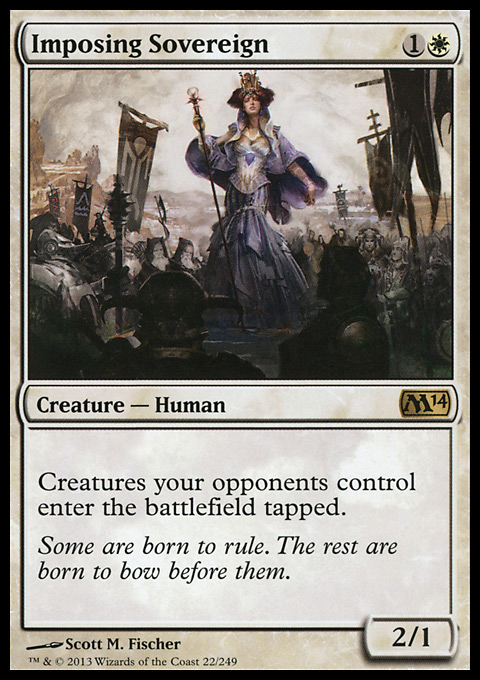 Imposing Sovereign 1
Creature — Human
M14
Creatures your opponents control
enter the battlefield tapped.
Some are born to rule. The rest are
born to bow before them.
Scott M. Fischer
2/1
™ & © 2013 Wizards of the Coast 22/249